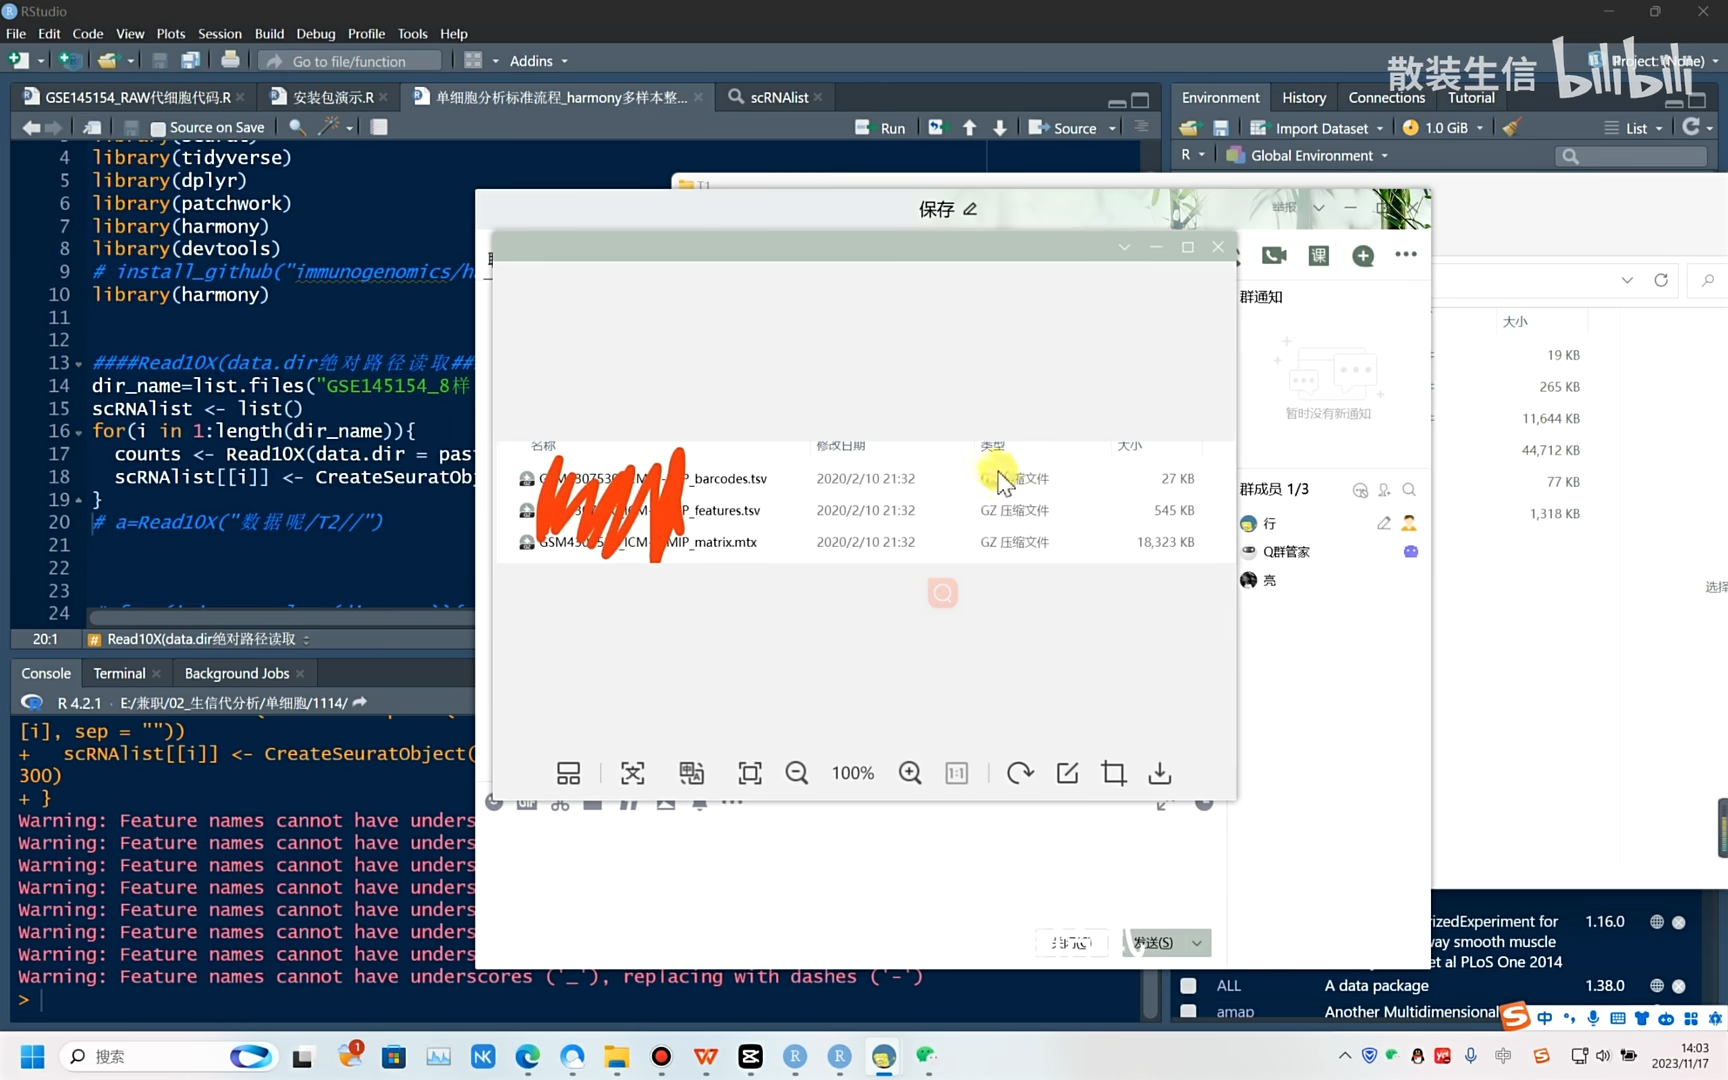 RStudio
File Edit Code View Plots Session Build Debug Profile Tools Help
Go to file/function Addins
散装生信 bilibili
Project: (None)
GSE145154_RAW代细胞代码.R 安装包演示.R 单细胞分析标准流程_harmony多样本整... scRNAlist
Source on Save Run Source
4 library(tidyverse)
5 library(dplyr)
6 library(patchwork)
7 library(harmony)
8 library(devtools)
9 # install_github("immunogenomics/h
10 library(harmony)
11
12
13 ####Read10X(data.dir绝对路径读取##
14 dir_name=list.files("GSE145154_8样
15 scRNAlist <- list()
16 for(i in 1:length(dir_name)){
17 counts <- Read10X(data.dir = pas
18 scRNAlist[[i]] <- CreateSeuratOb
19 }
20 # a=Read10X("数据呢/T2//")
21
22
23
24
20:1 Read10X(data.dir绝对路径读取
Console Terminal Background Jobs
R 4.2.1 · E:/兼职/02_生信代分析/单细胞/1114/
[i], sep = ""))
+ scRNAlist[[i]] <- CreateSeuratObject(
300)
+ }
Warning: Feature names cannot have unders
Warning: Feature names cannot have unders
Warning: Feature names cannot have unders
Warning: Feature names cannot have unders
Warning: Feature names cannot have unders
Warning: Feature names cannot have unders
Warning: Feature names cannot have unders
Warning: Feature names cannot have underscores ('_'), replacing with dashes ('-')
>
Environment History Connections Tutorial
Import Dataset 1.0 GiB List
R Global Environment
T1
保存
举报
名称 修改日期 类型 大小
_barcodes.tsv 2020/2/10 21:32 缩文件 27 KB
_features.tsv 2020/2/10 21:32 GZ 压缩文件 545 KB
_matrix.mtx 2020/2/10 21:32 GZ 压缩文件 18,323 KB
100%
1:1
课
群通知
暂时没有新通知
群成员 1/3
行
Q群管家
亮
发送(S)
大小
19 KB
265 KB
11,644 KB
44,712 KB
77 KB
1,318 KB
选择
rizedExperiment for 1.16.0
way smooth muscle
et al PLoS One 2014
ALL A data package 1.38.0
amap Another Multidimensional
中
搜索
1
NK
中
14:03
2023/11/17